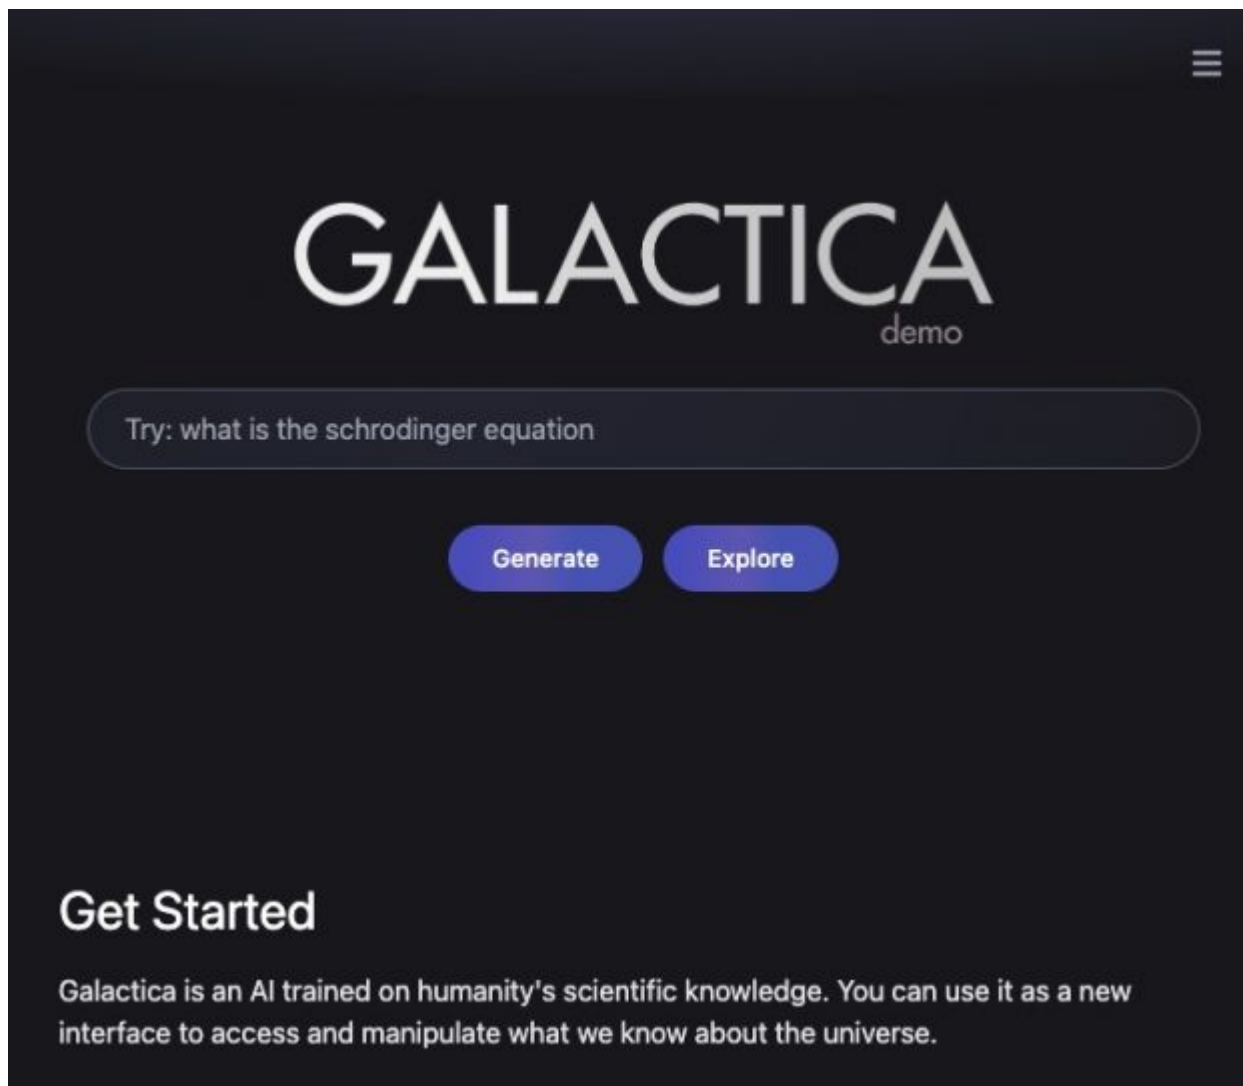 GALACTICA
demo
Try: what is the schrodinger equation
Generate Explore
Get Started
Galactica is an AI trained on humanity's scientific knowledge. You can use it as a new
interface to access and manipulate what we know about the universe.